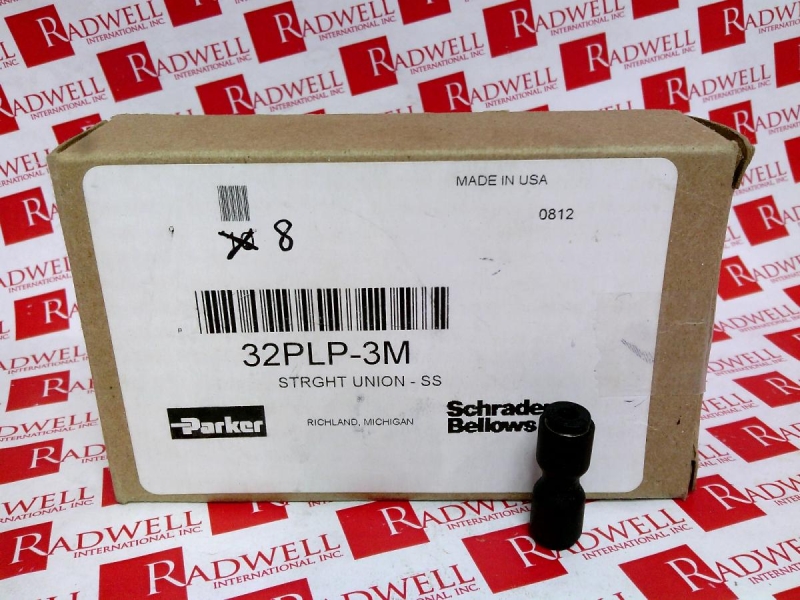 MADE IN USA
0812
8
32PLP-3M
STRGHT UNION - SS
Parker
RICHLAND, MICHIGAN
Schrader
Bellows
RADWELL
INTERNATIONAL, INC.